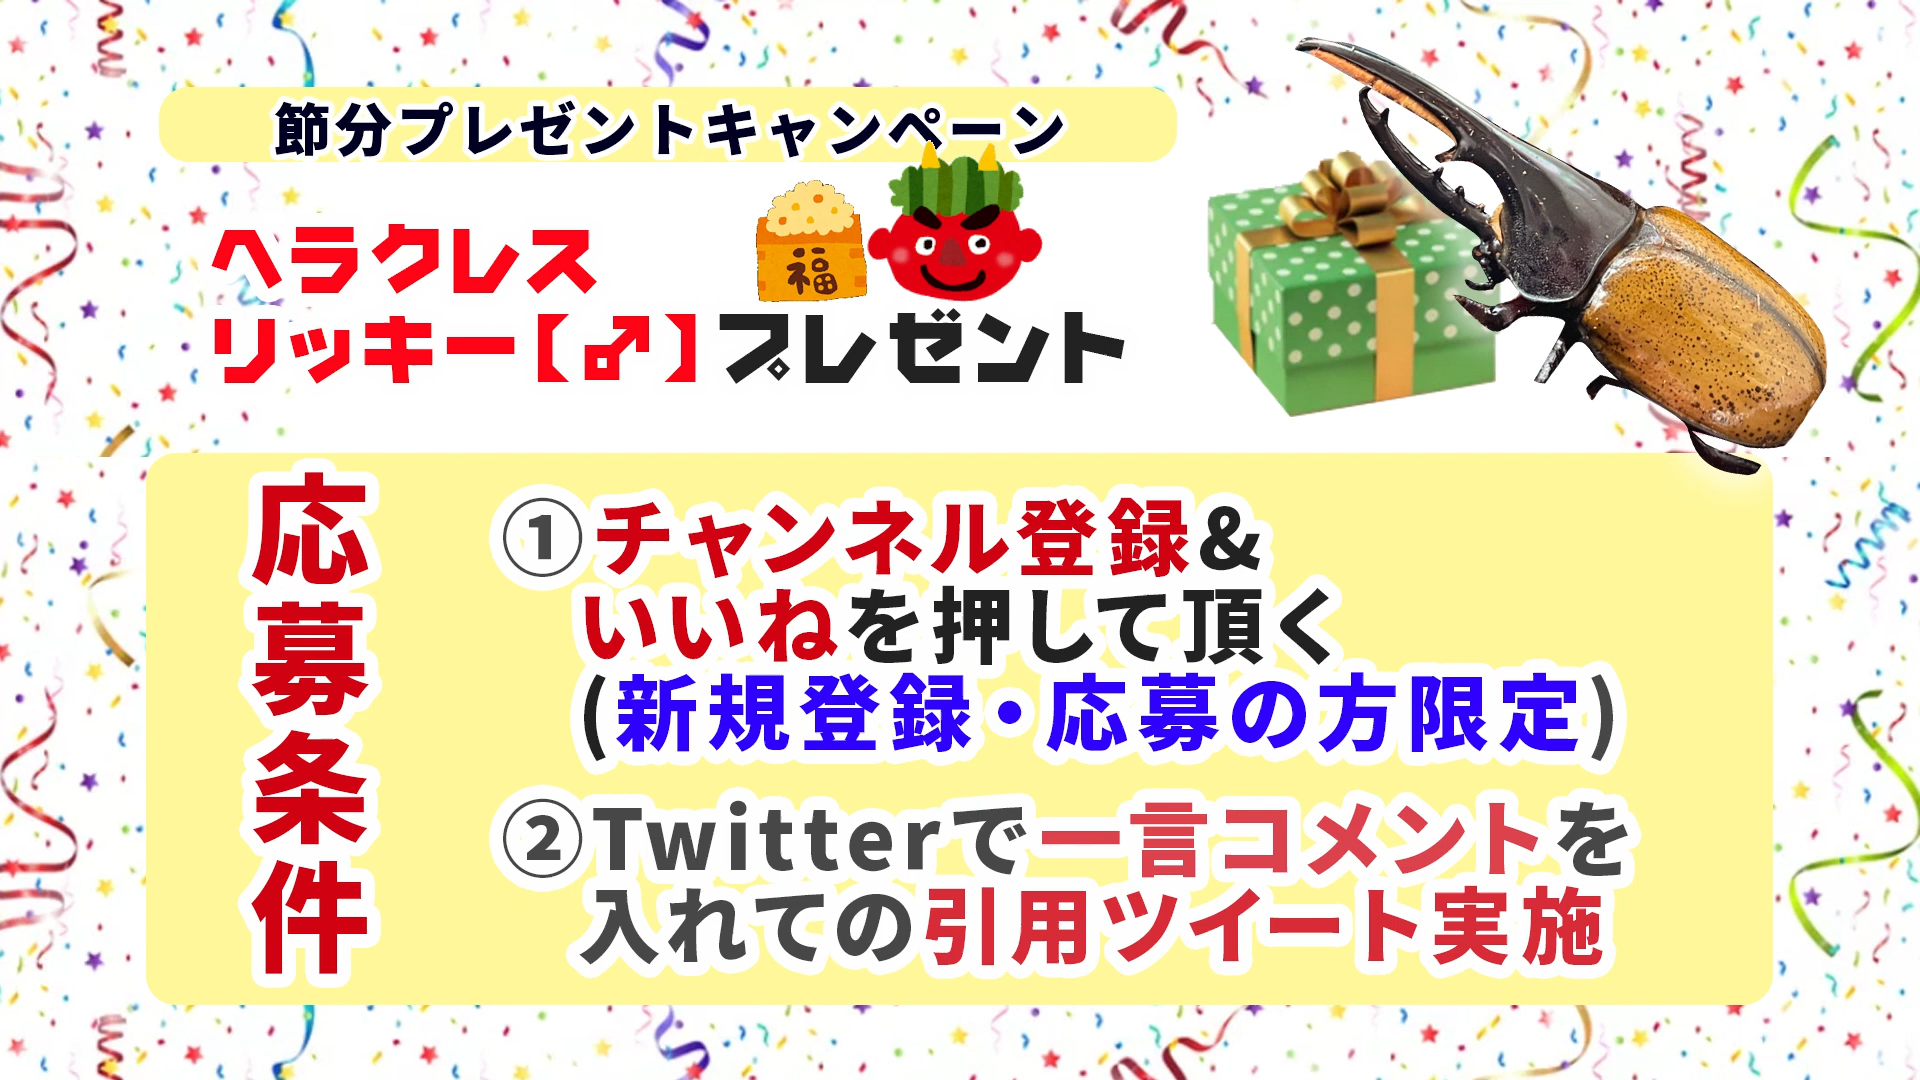 節分プレゼントキャンペーン
福
ヘラクレス
リッキー【♂】プレゼント
応募条件
①チャンネル登録&
いいねを押して頂く
(新規登録・応募の方限定)
②Twitterで一言コメントを
入れての引用ツイート実施